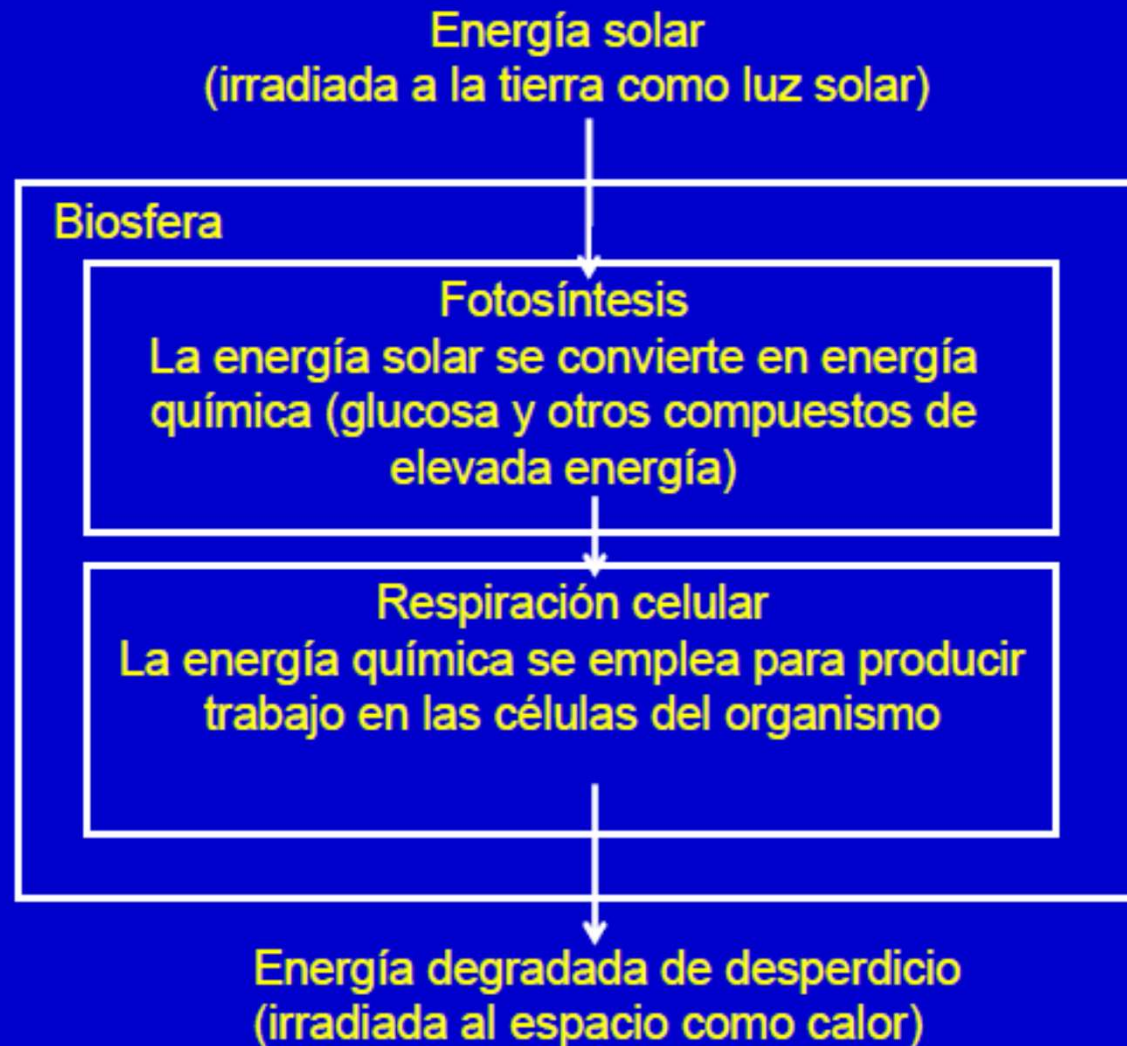 Energía solar
(irradiada a la tierra como luz solar)
Biosfera
Fotosíntesis
La energía solar se convierte en energía
química (glucosa y otros compuestos de
elevada energía)
Respiración celular
La energía química se emplea para producir
trabajo en las células del organismo
Energía degradada de desperdicio
(irradiada al espacio como calor)